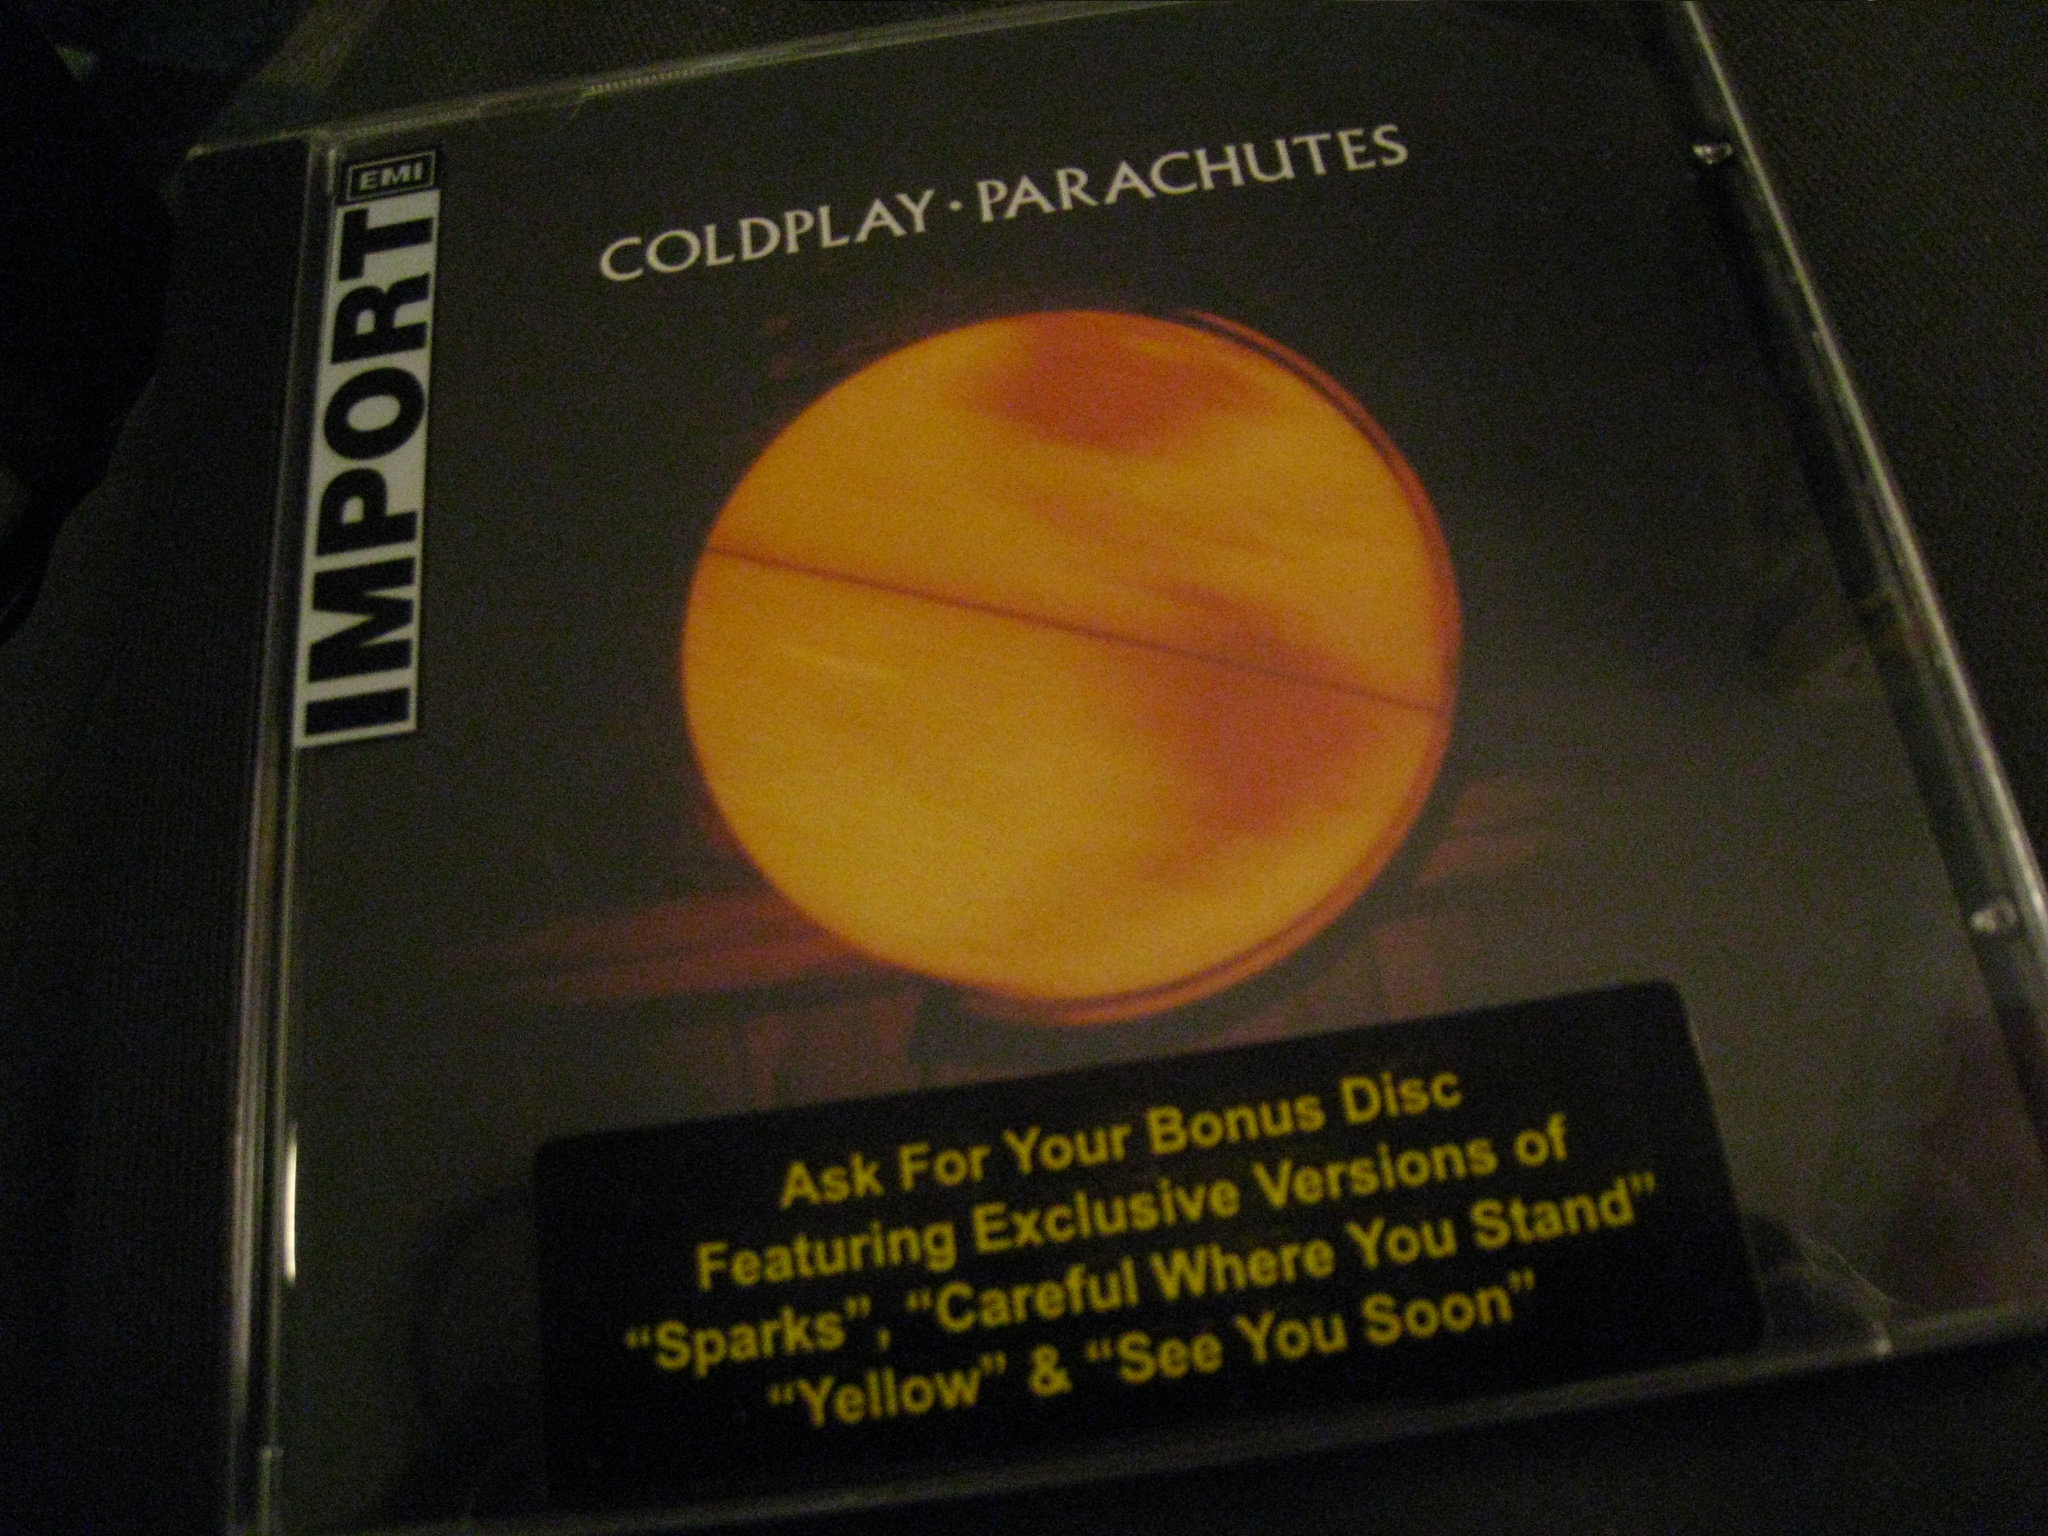 EMI
IMPORT
COLDPLAY · PARACHUTES
Ask For Your Bonus Disc
Featuring Exclusive Versions of
“Sparks”, “Careful Where You Stand”
“Yellow” & “See You Soon”